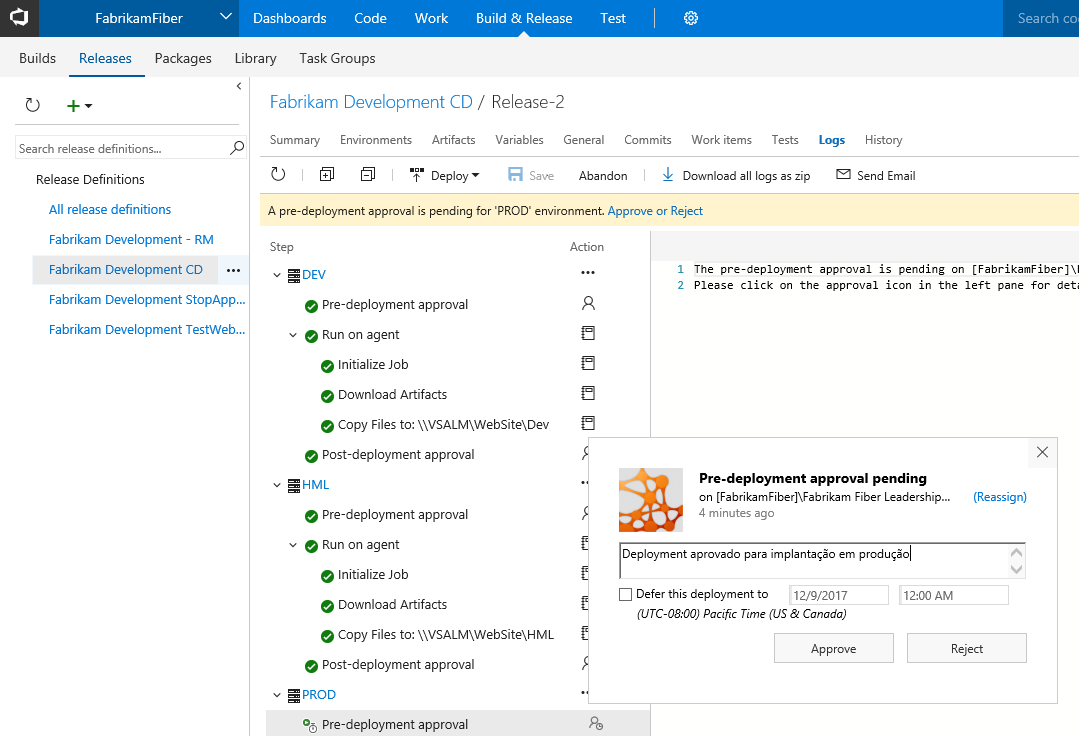 FabrikamFiber Dashboards Code Work Build & Release Test Search co
Builds Releases Packages Library Task Groups
Search release definitions...
Release Definitions
All release definitions
Fabrikam Development - RM
Fabrikam Development CD
Fabrikam Development StopApp...
Fabrikam Development TestWeb...
Fabrikam Development CD / Release-2
Summary Environments Artifacts Variables General Commits Work items Tests Logs History
Deploy Save Abandon Download all logs as zip Send Email
A pre-deployment approval is pending for 'PROD' environment. Approve or Reject
Step Action
DEV
Pre-deployment approval
Run on agent
Initialize Job
Download Artifacts
Copy Files to: \\VSALM\WebSite\Dev
Post-deployment approval
HML
Pre-deployment approval
Run on agent
Initialize Job
Download Artifacts
Copy Files to: \\VSALM\WebSite\HML
Post-deployment approval
PROD
Pre-deployment approval
1 The pre-deployment approval is pending on [FabrikamFiber]\
2 Please click on the approval icon in the left pane for deta
Pre-deployment approval pending
on [FabrikamFiber]\Fabrikam Fiber Leadership... (Reassign)
4 minutes ago
Deployment aprovado para implantação em produção
Defer this deployment to 12/9/2017 12:00 AM
(UTC-08:00) Pacific Time (US & Canada)
Approve Reject